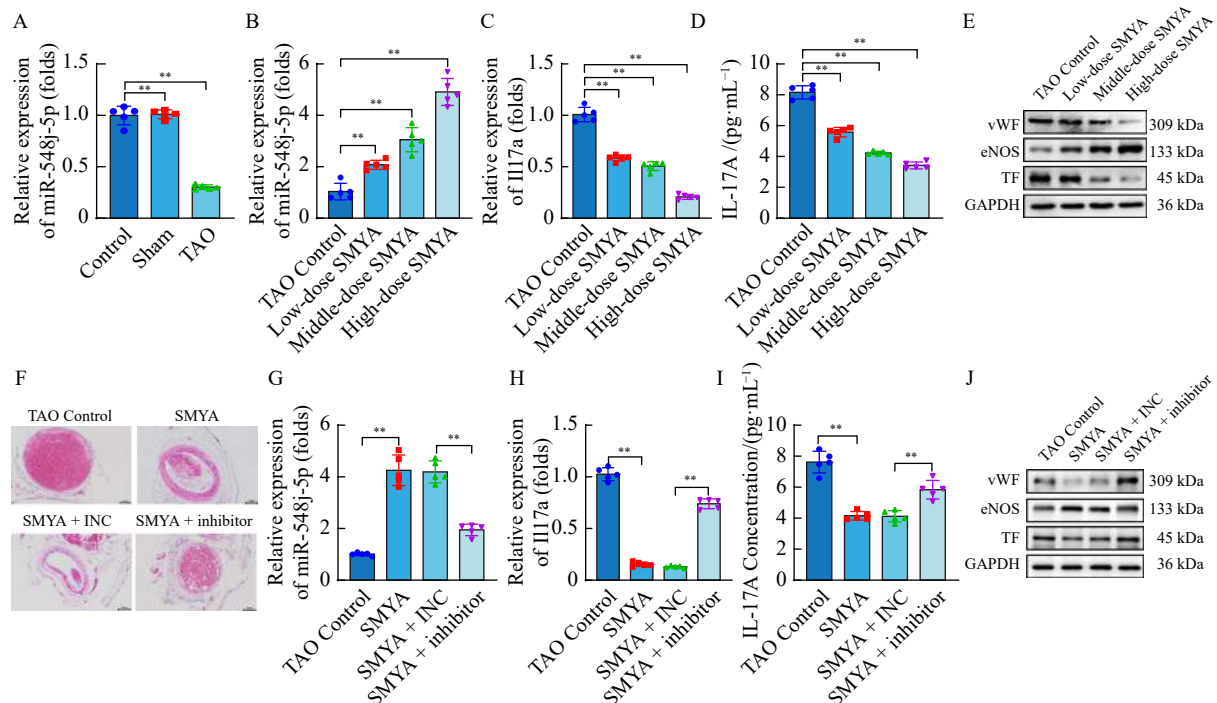 A
Relative expression
of miR-548j-5p (folds)
1.5
1.0
0.5
0
**
**
Control
Sham
TAO
B
Relative expression
of miR-548j-5p (folds)
8
6
4
2
0
**
**
**
TAO Control
Low-dose SMYA
Middle-dose SMYA
High-dose SMYA
C
Relative expression
of Il17a (folds)
1.5
1.0
0.5
0
**
**
**
TAO Control
Low-dose SMYA
Middle-dose SMYA
High-dose SMYA
D
IL-17A /(pg·mL⁻¹)
10
8
6
4
2
0
**
**
**
TAO Control
Low-dose SMYA
Middle-dose SMYA
High-dose SMYA
E
TAO Control
Low-dose SMYA
Middle-dose SMYA
High-dose SMYA
vWF 309 kDa
eNOS 133 kDa
TF 45 kDa
GAPDH 36 kDa
F
TAO Control
SMYA
SMYA + INC
SMYA + inhibitor
G
Relative expression
of miR-548j-5p (folds)
6
4
2
0
**
**
TAO Control
SMYA
SMYA + INC
SMYA + inhibitor
H
Relative expression
of Il17a (folds)
1.5
1.0
0.5
0
**
**
TAO Control
SMYA
SMYA + INC
SMYA + inhibitor
I
IL-17A Concentration/(pg·mL⁻¹)
10
8
6
4
2
0
**
**
TAO Control
SMYA
SMYA + INC
SMYA + inhibitor
J
TAO Control
SMYA
SMYA + INC
SMYA + inhibitor
vWF 309 kDa
eNOS 133 kDa
TF 45 kDa
GAPDH 36 kDa